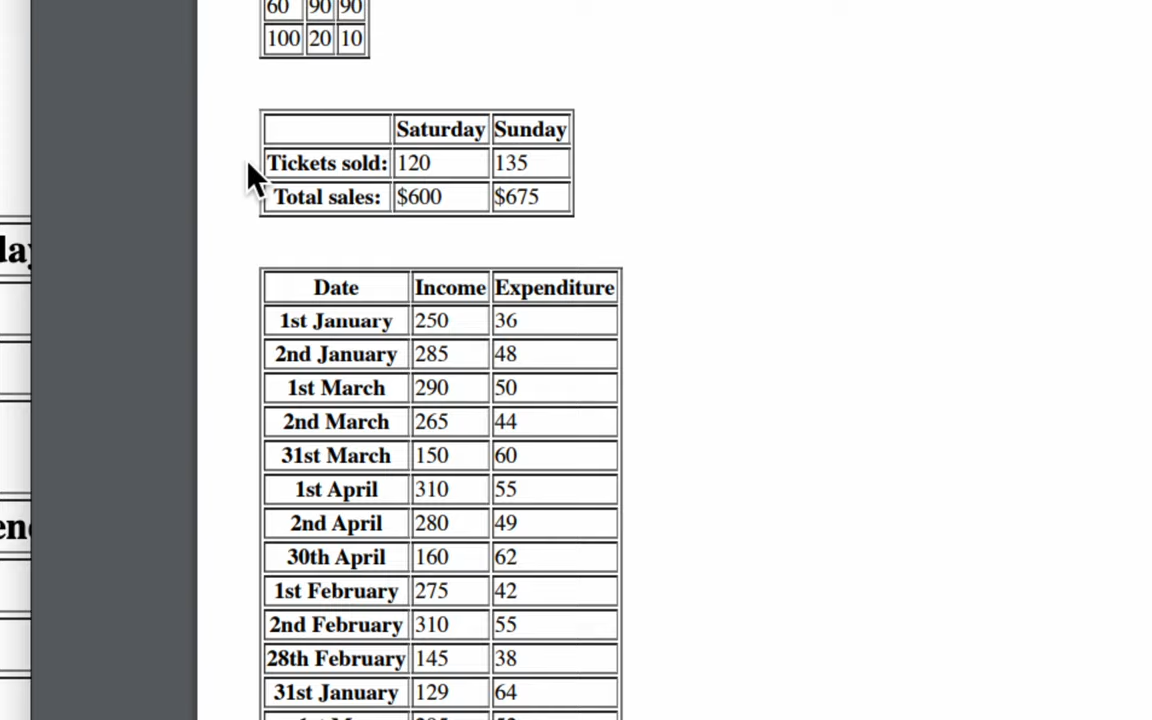 60 90 90
100 20 10
Saturday Sunday
Tickets sold: 120 135
Total sales: $600 $675
Date Income Expenditure
1st January 250 36
2nd January 285 48
1st March 290 50
2nd March 265 44
31st March 150 60
1st April 310 55
2nd April 280 49
30th April 160 62
1st February 275 42
2nd February 310 55
28th February 145 38
31st January 129 64